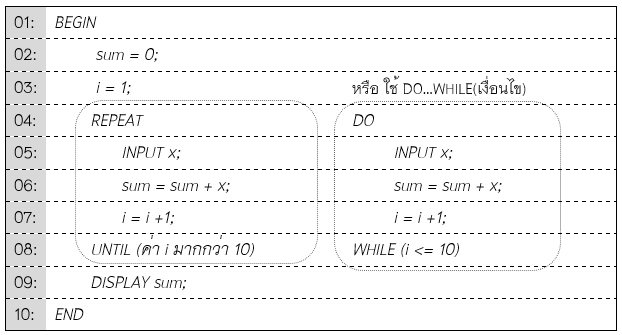 01: BEGIN
02: sum = 0;
03: i = 1; หรือ ใช้ DO...WHILE(เงื่อนไข)
04: REPEAT DO
05: INPUT x; INPUT x;
06: sum = sum + x; sum = sum + x;
07: i = i +1; i = i +1;
08: UNTIL (ค่า i มากกว่า 10) WHILE (i <= 10)
09: DISPLAY sum;
10: END